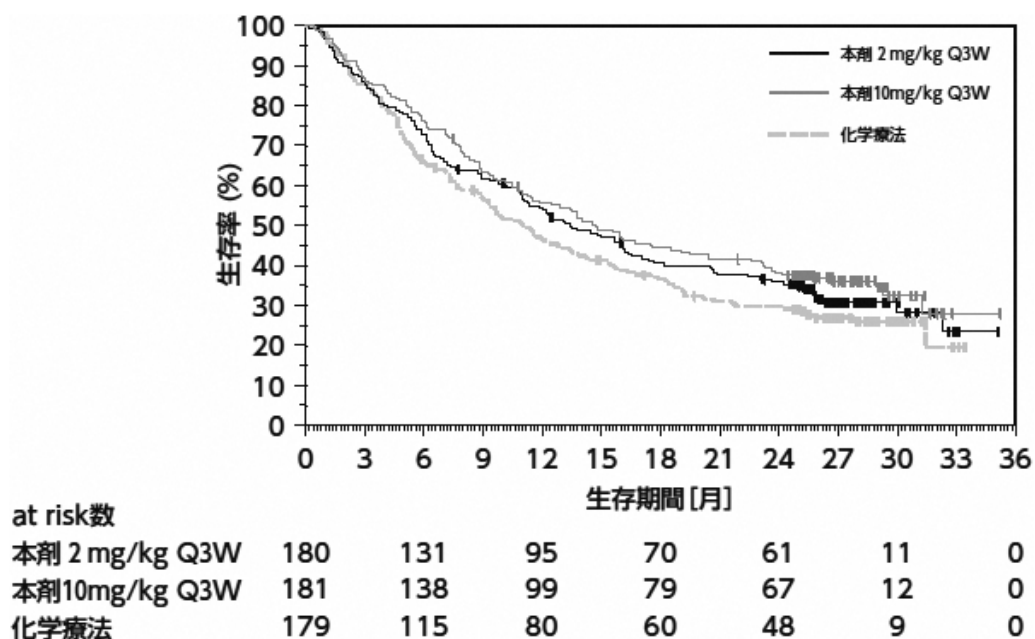 100
90
80
70
60
50
40
30
20
10
0
生存率 (%)
本剤 2 mg/kg Q3W
本剤10mg/kg Q3W
化学療法
0 3 6 9 12 15 18 21 24 27 30 33 36
生存期間 [月]
at risk数
本剤 2 mg/kg Q3W 180 131 95 70 61 11 0
本剤10mg/kg Q3W 181 138 99 79 67 12 0
化学療法 179 115 80 60 48 9 0